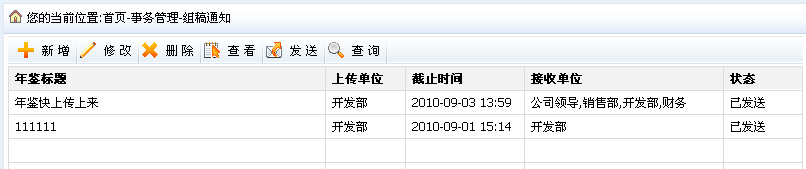 您的当前位置:首页-事务管理-组稿通知
新增 修改 删除 查看 发送 查询
年鉴标题 上传单位 截止时间 接收单位 状态
年鉴快上传上来 开发部 2010-09-03 13:59 公司领导,销售部,开发部,财务 已发送
111111 开发部 2010-09-01 15:14 开发部 已发送